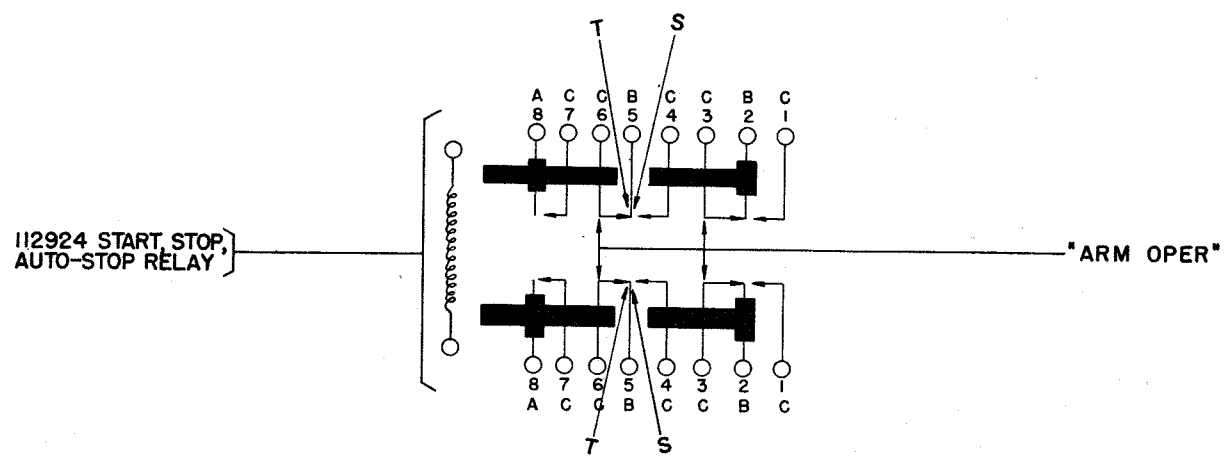 T S
A C C B C C B C
8 7 6 5 4 3 2 1
112924 START, STOP,
AUTO-STOP RELAY
"ARM OPER"
8 7 6 5 4 3 2 1
A C C B C C B C
T S